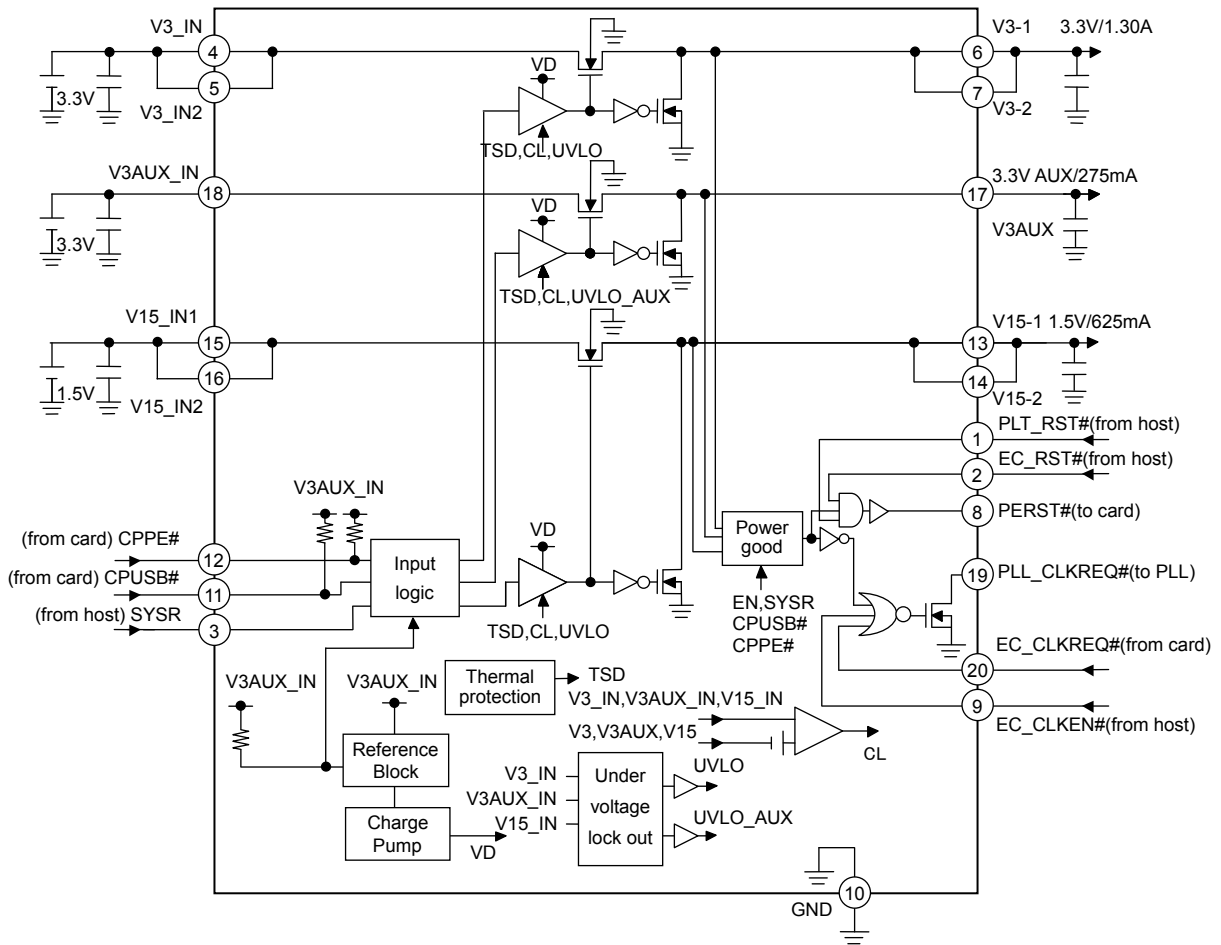 V3_IN
V3-1 3.3V/1.30A
4
6
VD
5
7
3.3V
V3_IN2
V3-2
TSD,CL,UVLO
V3AUX_IN
3.3V AUX/275mA
18
17
VD
3.3V
V3AUX
TSD,CL,UVLO_AUX
V15_IN1
V15-1 1.5V/625mA
15
13
16
14
1.5V
V15_IN2
V15-2
PLT_RST#(from host)
1
EC_RST#(from host)
2
V3AUX_IN
8
PERST#(to card)
VD
Power
good
(from card) CPPE#
12
Input
logic
19
PLL_CLKREQ#(to PLL)
(from card) CPUSB#
11
(from host) SYSR
3
TSD,CL,UVLO
EN,SYSR
CPUSB#
CPPE#
EC_CLKREQ#(from card)
20
V3AUX_IN
V3AUX_IN
Thermal
protection
TSD
V3_IN,V3AUX_IN,V15_IN
9
EC_CLKEN#(from host)
V3,V3AUX,V15
CL
Reference
Block
V3_IN
V3AUX_IN
V15_IN
Under
voltage
lock out
UVLO
UVLO_AUX
Charge
Pump
VD
10
GND